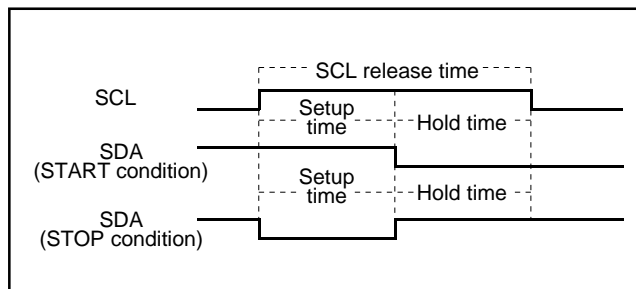 SCL release time
SCL
Setup
time
Hold time
SDA
(START condition)
Setup
time
Hold time
SDA
(STOP condition)